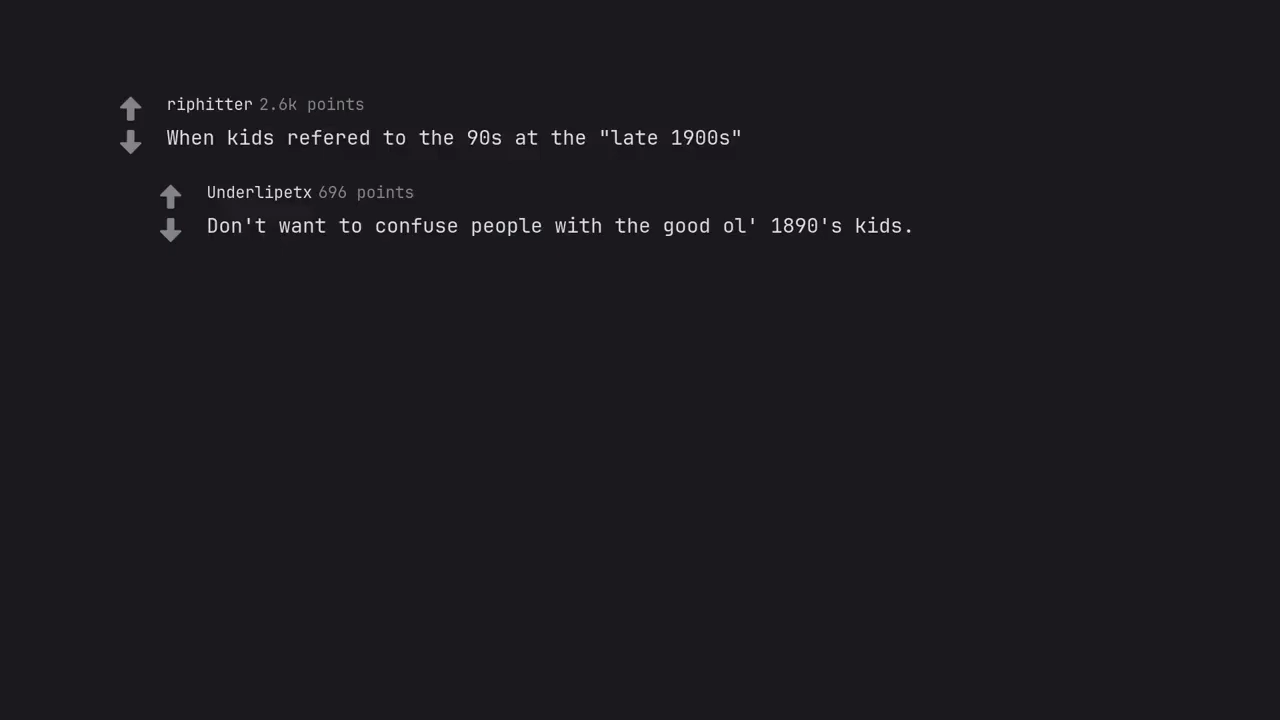 riphitter 2.6k points
When kids refered to the 90s at the "late 1900s"
Underlipetx 696 points
Don't want to confuse people with the good ol' 1890's kids.